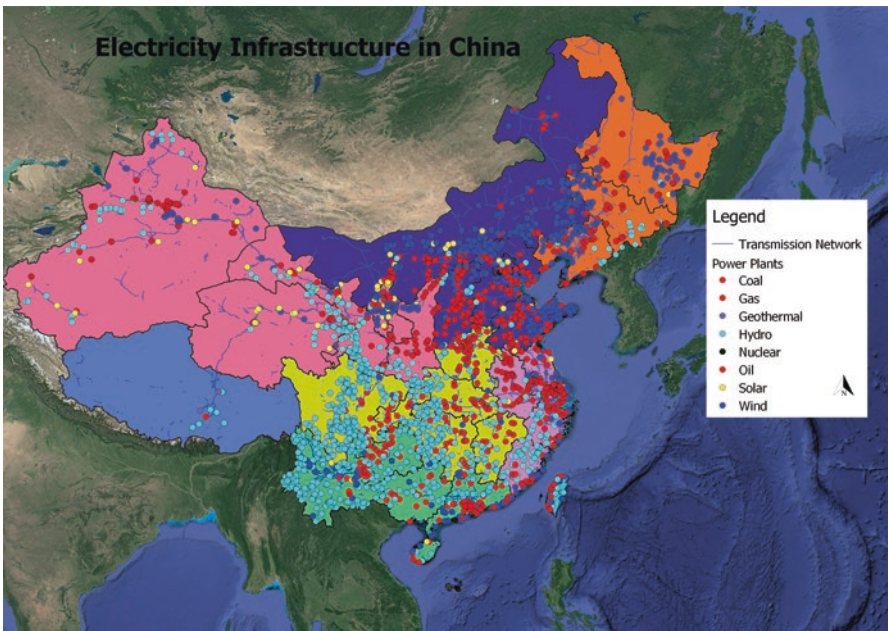 Electricity Infrastructure in China
Legend
Transmission Network
Power Plants
Coal
Gas
Geothermal
Hydro
Nuclear
Oil
Solar
Wind
N